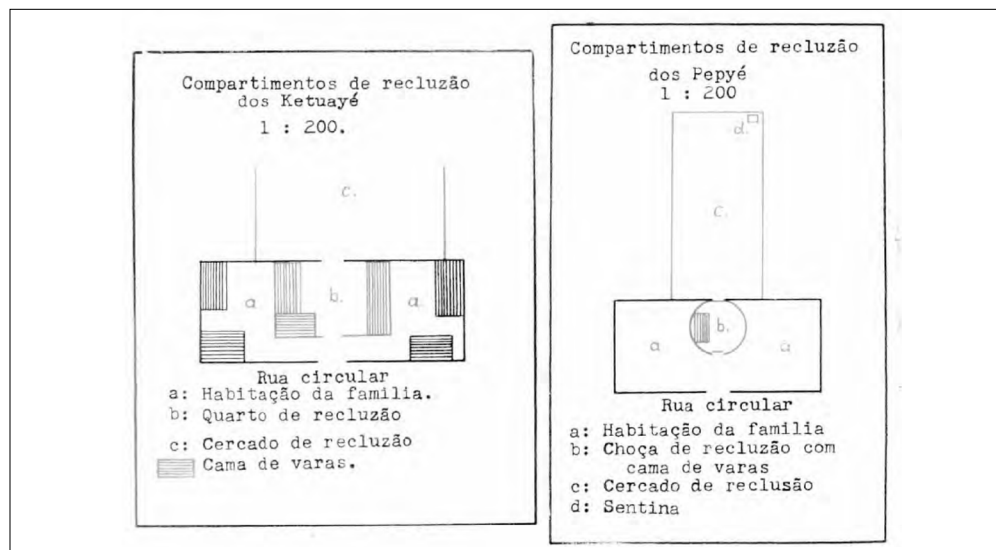 Compartimentos de recluzão
dos Ketuayé
1 : 200.
c.
a
b.
a.
Rua circular
a: Habitação da familia.
b: Quarto de recluzão
c: Cercado de recluzão
Cama de varas.
Compartimentos de recluzão
dos Pepyé
1 : 200
d.
c.
b.
a
a
Rua circular
a: Habitação da familia
b: Choça de recluzão com
cama de varas
c: Cercado de reclusão
d: Sentina